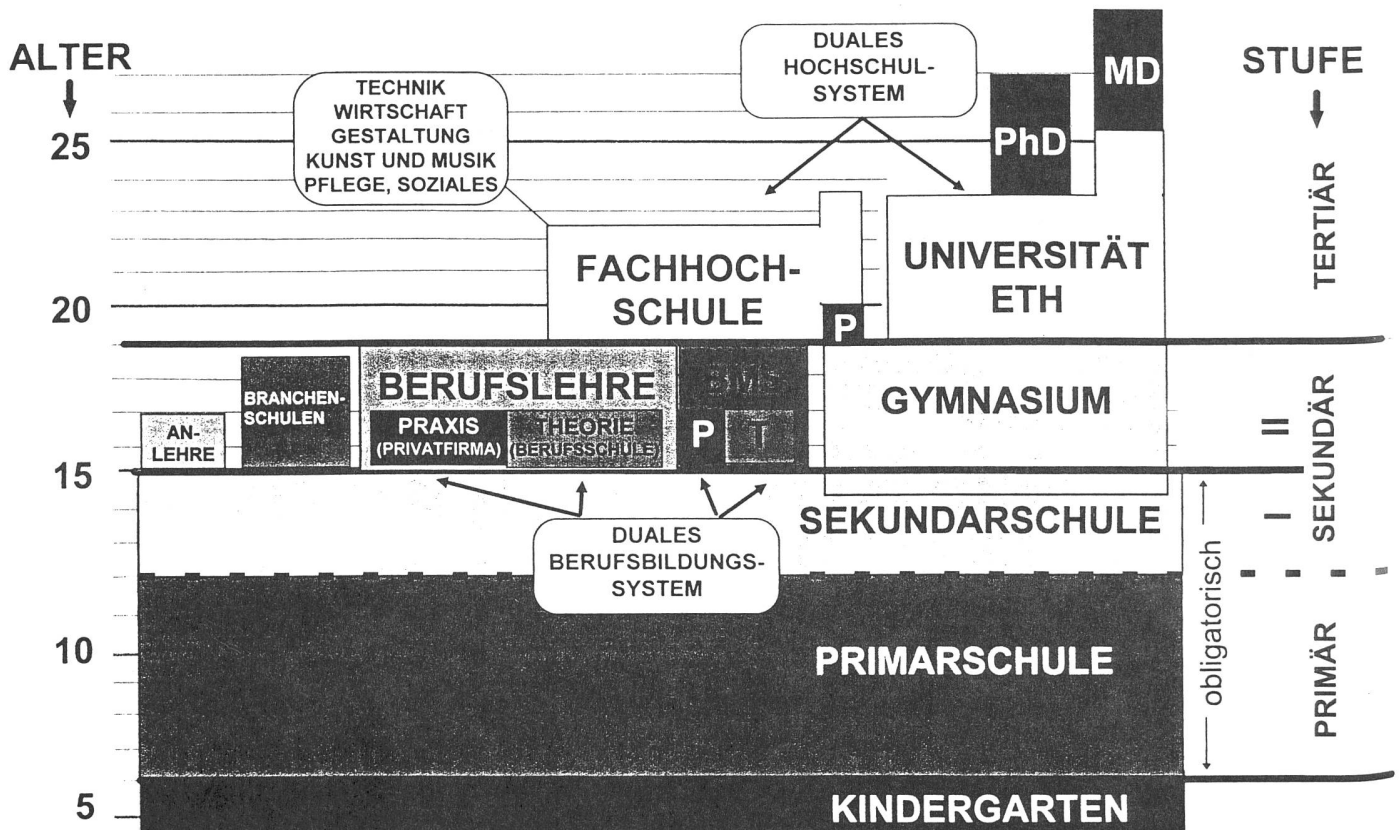 ALTER
25
20
15
10
5
TECHNIK
WIRTSCHAFT
GESTALTUNG
KUNST UND MUSIK
PFLEGE, SOZIALES
DUALES
HOCHSCHUL-
SYSTEM
MD
PhD
STUFE
FACHHOCH-
SCHULE
UNIVERSITÄT
ETH
P
AN-
LEHRE
BRANCHEN-
SCHULEN
BERUFSLEHRE
PRAXIS
(PRIVATFIRMA)
THEORIE
(BERUFSSCHULE)
BMS
P
T
GYMNASIUM
SEKUNDARSCHULE
DUALES
BERUFSBILDUNGS-
SYSTEM
PRIMARSCHULE
KINDERGARTEN
obligatorisch
TERTIÄR
II
SEKUNDÄR
I
PRIMÄR